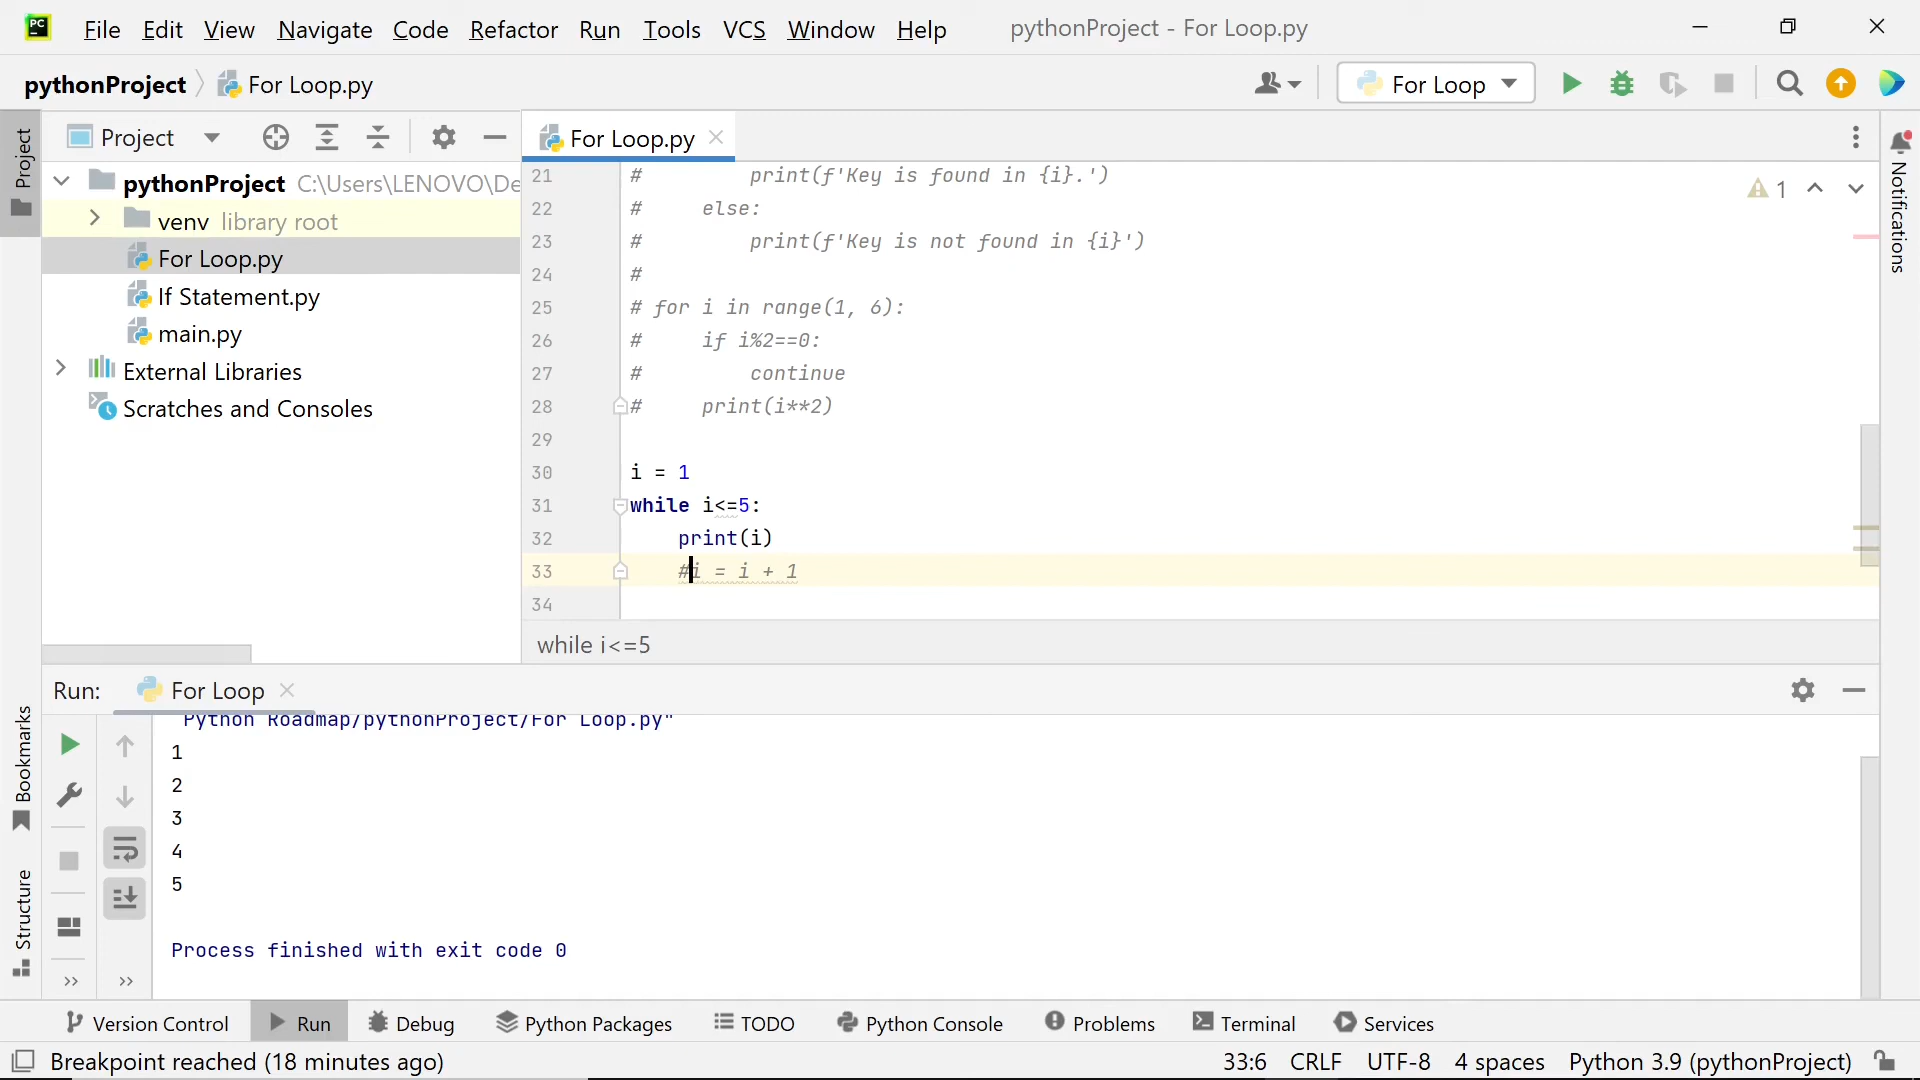 PC
File Edit View Navigate Code Refactor Run Tools VCS Window Help pythonProject - For Loop.py
pythonProject For Loop.py
For Loop
Project
Project
For Loop.py
Notifications
pythonProject C:\Users\LENOVO\De
venv library root
For Loop.py
If Statement.py
main.py
External Libraries
Scratches and Consoles
1
21 # print(f'Key is found in {i}.')
22 # else:
23 # print(f'Key is not found in {i}')
24 #
25 # for i in range(1, 6):
26 # if i%2==0:
27 # continue
28 # print(i**2)
29
30 i = 1
31 while i<=5:
32 print(i)
33 #i = i + 1
34
while i<=5
Run: For Loop
Python Roadmap/pythonProject/For Loop.py"
1
2
3
4
5
Process finished with exit code 0
Bookmarks
Structure
Version Control Run Debug Python Packages TODO Python Console Problems Terminal Services
Breakpoint reached (18 minutes ago) 33:6 CRLF UTF-8 4 spaces Python 3.9 (pythonProject)